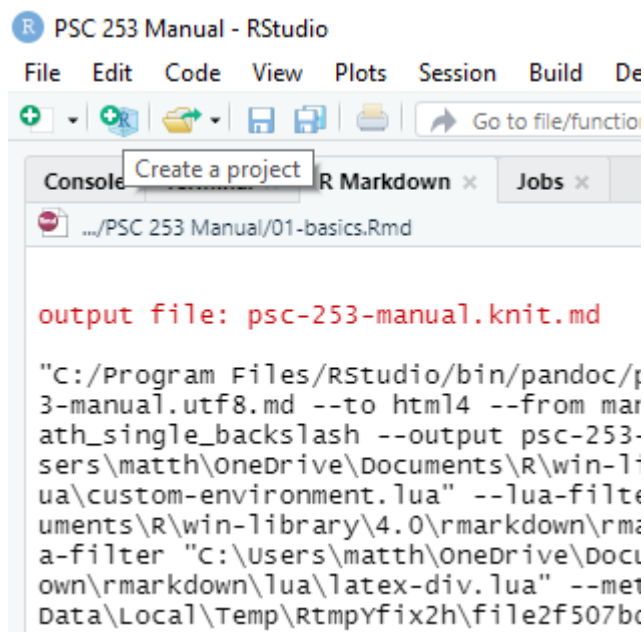 PSC 253 Manual - RStudio
File Edit Code View Plots Session Build
Go to file/function
Create a project
Console R Markdown × Jobs ×
.../PSC 253 Manual/01-basics.Rmd
output file: psc-253-manual.knit.md
"C:/Program Files/RStudio/bin/pandoc/p
3-manual.utf8.md --to html4 --from mar
ath_single_backslash --output psc-253-
sers\matth\OneDrive\Documents\R\win-li
ua\custom-environment.lua" --lua-filte
uments\R\win-library\4.0\rmarkdown\rma
a-filter "C:\Users\matth\OneDrive\Docu
own\rmarkdown\lua\latex-div.lua" --met
Data\Local\Temp\RtmpYfix2h\file2f507bc